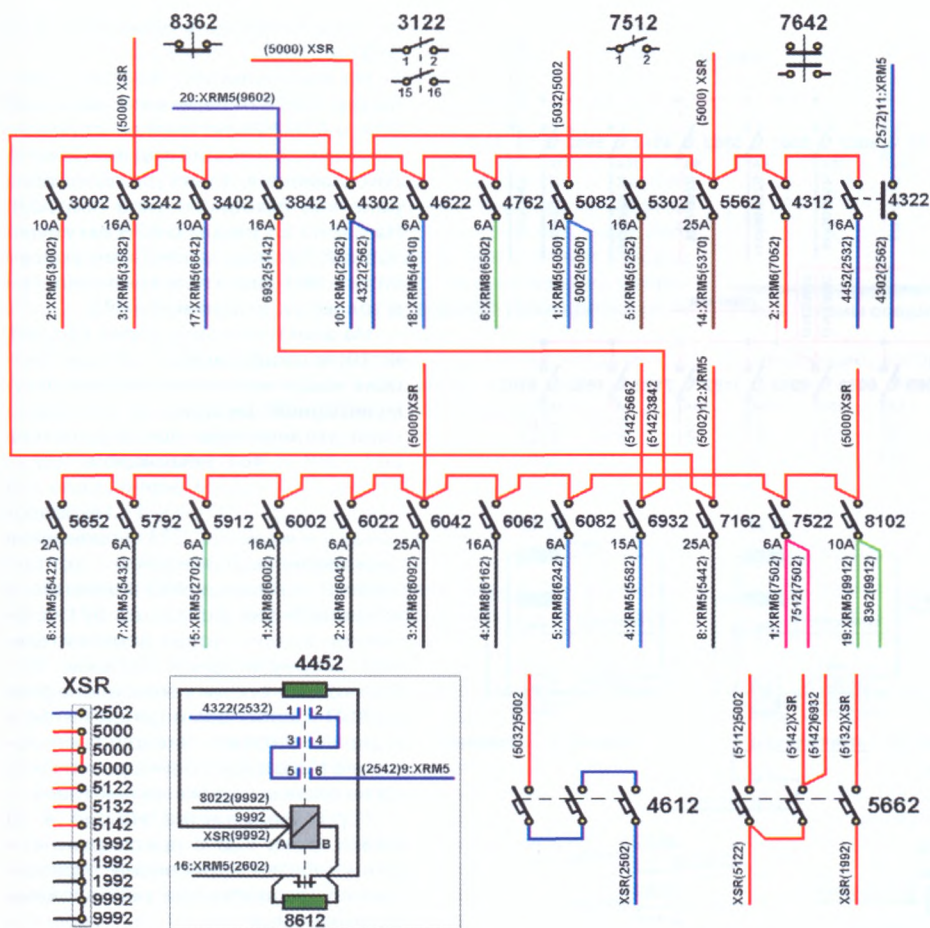 8362 3122 7512 7642
(5000) XSR
(5000) XSR
1 2
15 16
(5032)5002
1 2
(5000) XSR
(2572)11:XRM5
20:XRM5(9602)
3002 3242 3402 3842 4302 4622 4762 5082 5302 5562 4312 4322
10A 16A 10A 16A 1A 6A 6A 1A 16A 25A 16A
2:XRM5(3002)
3:XRM5(3582)
17:XRM5(6642)
6932(5142)
10:XRM5(2562)
4322(2562)
18:XRM5(4610)
6:XRM8(6502)
1:XRM5(5050)
5002(5050)
5:XRM6(5252)
14:XRM5(5370)
2:XRM6(7052)
4452(2532)
4302(2562)
(5000)XSR
(5142)5662
(5142)3842
(5002)12:XRM5
(5000)XSR
5652 5792 5912 6002 6022 6042 6062 6082 6932 7162 7522 8102
2A 6A 6A 16A 6A 25A 16A 6A 15A 25A 6A 10A
6:XRM5(5422)
7:XRM5(5432)
15:XRM5(2702)
1:XRM8(6002)
2:XRM8(6042)
3:XRM8(6092)
4:XRM8(6162)
5:XRM8(6242)
4:XRM5(5582)
8:XRM5(5442)
1:XRM6(7502)
7512(7502)
19:XRM5(9912)
8362(9912)
XSR
2502
5000
5000
5000
5122
5132
5142
1992
1992
1992
9992
9992
4452
4322(2532)
1 2
3 4
5 6
(2542)9:XRM5
8022(9992)
9992
XSR(9992)
A B
16:XRM5(2602)
8612
(5032)5002
4612
XSR(2502)
(5112)5002
(5142)XSR
(5142)6932
(5132)XSR
5662
XSR(5122)
XSR(1992)